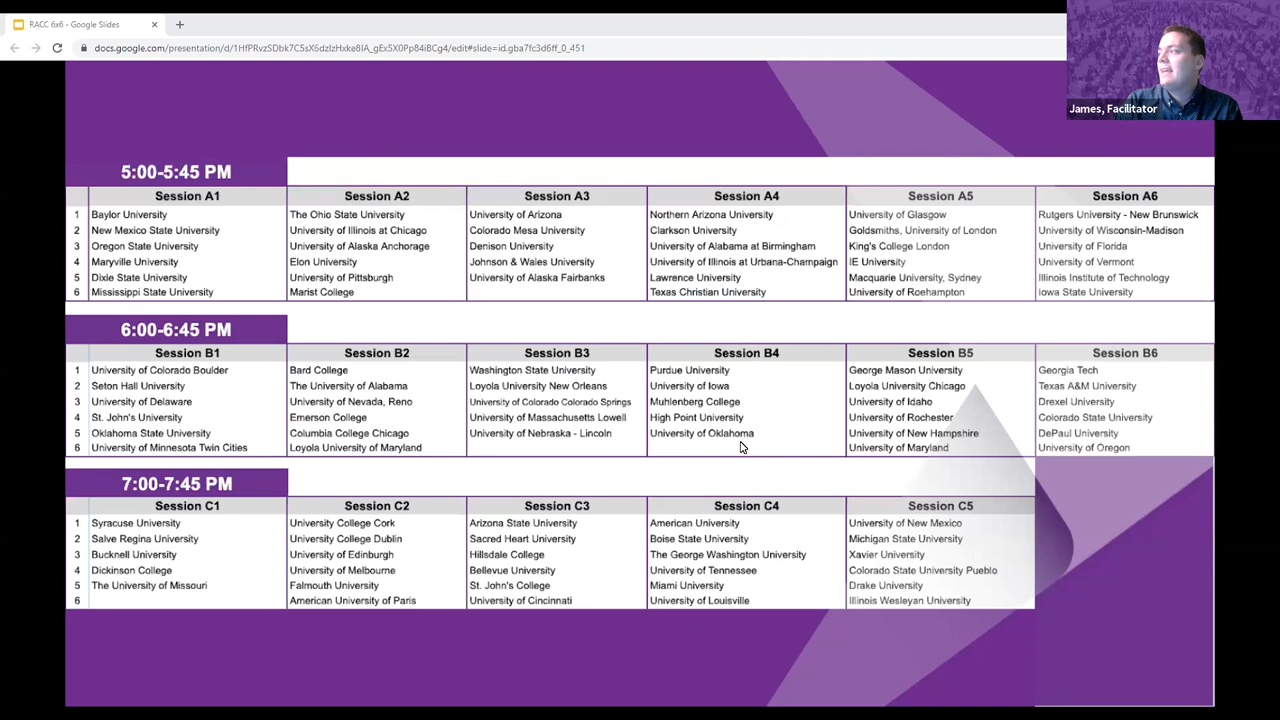 RACC 6x6 - Google Slides
docs.google.com/presentation/d/1HfPRvzSDbk7C5sX6dzlzHxke8lA_gEx5X0Pp84iBCg4/edit#slide=id.gba7fc3d6ff_0_451
James, Facilitator
5:00-5:45 PM
Session A1 Session A2 Session A3 Session A4 Session A5 Session A6
1 Baylor University The Ohio State University University of Arizona Northern Arizona University University of Glasgow Rutgers University - New Brunswick
2 New Mexico State University University of Illinois at Chicago Colorado Mesa University Clarkson University Goldsmiths, University of London University of Wisconsin-Madison
3 Oregon State University University of Alaska Anchorage Denison University University of Alabama at Birmingham King's College London University of Florida
4 Maryville University Elon University Johnson & Wales University University of Illinois at Urbana-Champaign IE University University of Vermont
5 Dixie State University University of Pittsburgh University of Alaska Fairbanks Lawrence University Macquarie University, Sydney Illinois Institute of Technology
6 Mississippi State University Marist College Texas Christian University University of Roehampton Iowa State University
6:00-6:45 PM
Session B1 Session B2 Session B3 Session B4 Session B5 Session B6
1 University of Colorado Boulder Bard College Washington State University Purdue University George Mason University Georgia Tech
2 Seton Hall University The University of Alabama Loyola University New Orleans University of Iowa Loyola University Chicago Texas A&M University
3 University of Delaware University of Nevada, Reno University of Colorado Colorado Springs Muhlenberg College University of Idaho Drexel University
4 St. John's University Emerson College University of Massachusetts Lowell High Point University University of Rochester Colorado State University
5 Oklahoma State University Columbia College Chicago University of Nebraska - Lincoln University of Oklahoma University of New Hampshire DePaul University
6 University of Minnesota Twin Cities Loyola University of Maryland University of Maryland University of Oregon
7:00-7:45 PM
Session C1 Session C2 Session C3 Session C4 Session C5
1 Syracuse University University College Cork Arizona State University American University University of New Mexico
2 Salve Regina University University College Dublin Sacred Heart University Boise State University Michigan State University
3 Bucknell University University of Edinburgh Hillsdale College The George Washington University Xavier University
4 Dickinson College University of Melbourne Bellevue University University of Tennessee Colorado State University Pueblo
5 The University of Missouri Falmouth University St. John's College Miami University Drake University
6 American University of Paris University of Cincinnati University of Louisville Illinois Wesleyan University